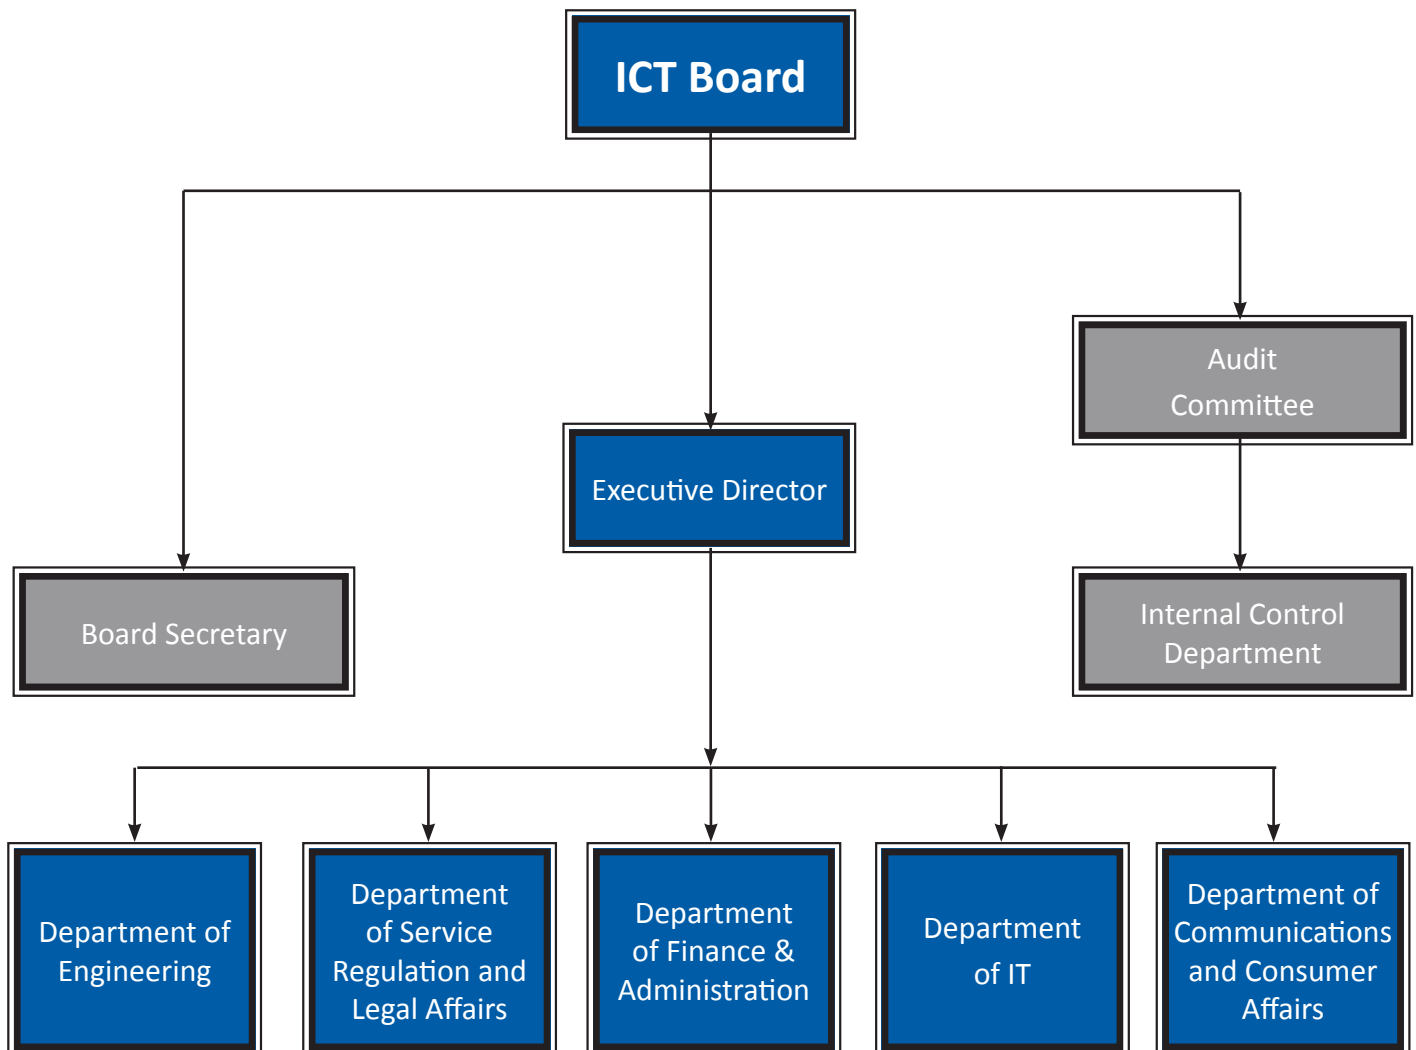 ICT Board
Audit
Committee
Executive Director
Board Secretary
Internal Control
Department
Department of
Engineering
Department
of Service
Regulation and
Legal Affairs
Department
of Finance &
Administration
Department
of IT
Department of
Communications
and Consumer
Affairs